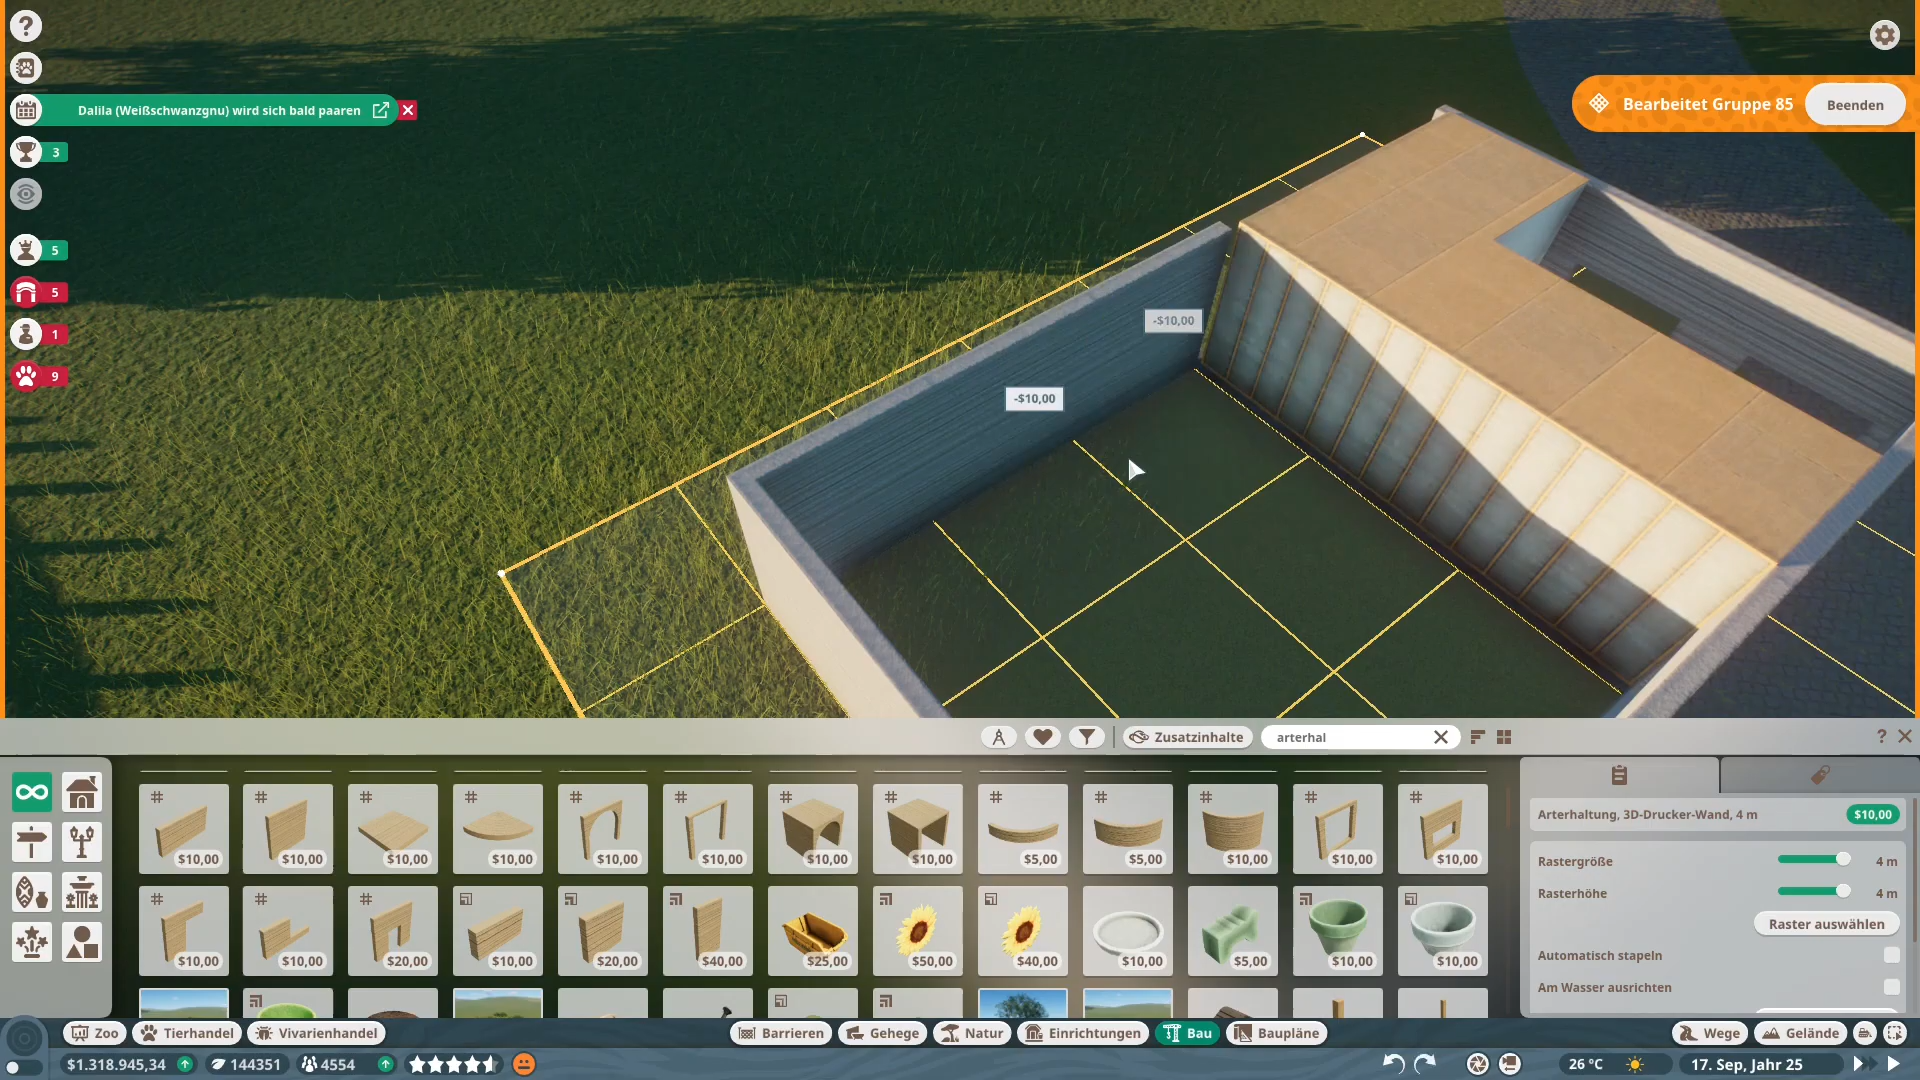 ?
Dalila (Weißschwanzgnu) wird sich bald paaren
3
5
5
1
9
Bearbeitet Gruppe 85
Beenden
-$10,00
-$10,00
Zusatzinhalte
arterhal
?
$10,00 $10,00 $10,00 $10,00 $10,00 $10,00 $10,00 $10,00 $5,00 $5,00 $10,00 $10,00 $10,00
$10,00 $10,00 $20,00 $10,00 $20,00 $40,00 $25,00 $50,00 $40,00 $10,00 $5,00 $10,00 $10,00
Arterhaltung, 3D-Drucker-Wand, 4 m $10,00
Rastergröße 4 m
Rasterhöhe 4 m
Raster auswählen
Automatisch stapeln
Am Wasser ausrichten
Zoo Tierhandel Vivarienhandel Barrieren Gehege Natur Einrichtungen Bau Baupläne Wege Gelände
$1.318.945,34 144351 4554 26 °C 17. Sep, Jahr 25